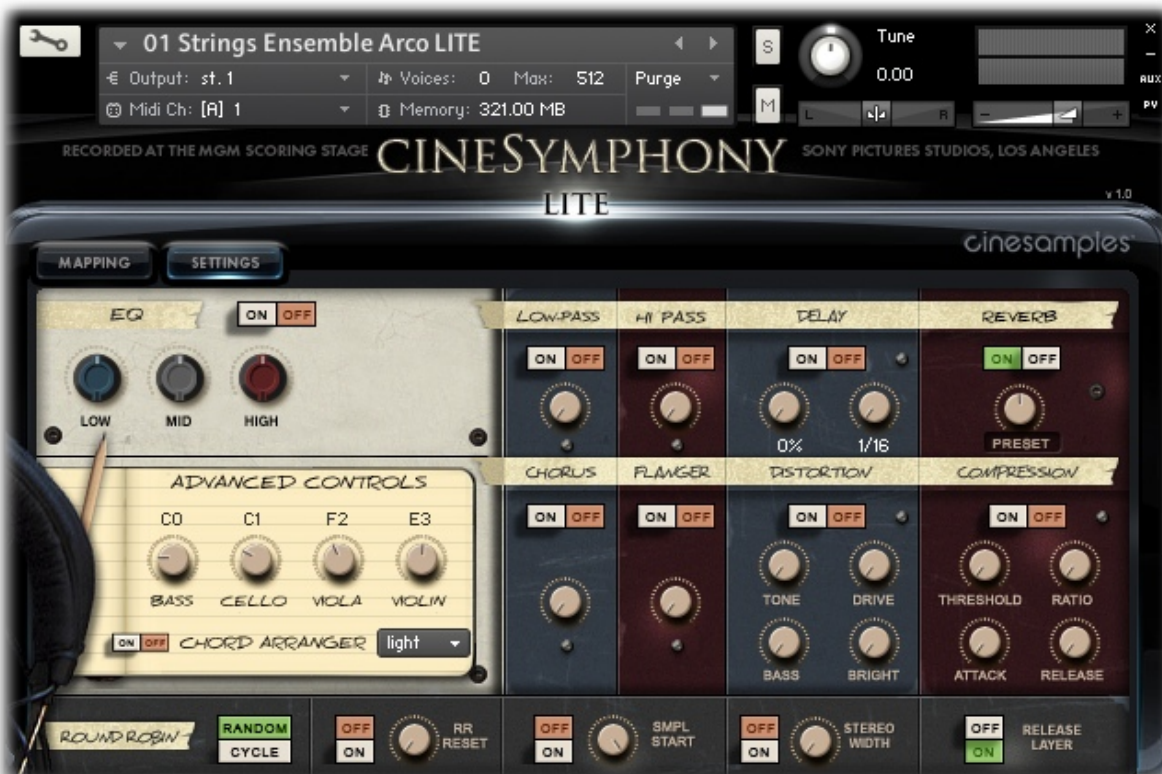 01 Strings Ensemble Arco LITE
Output: st. 1
Voices: 0 Max: 512
Purge
Midi Ch: [A] 1
Memory: 321.00 MB
S
M
Tune
0.00
L R
- +
×
-
AUX
PV
RECORDED AT THE MGM SCORING STAGE CINESYMPHONY SONY PICTURES STUDIOS, LOS ANGELES
LITE
v 1.0
cinesamples
MAPPING SETTINGS
EQ ON OFF
LOW MID HIGH
LOW-PASS HI PASS DELAY REVERB
ON OFF ON OFF ON OFF ON OFF
0% 1/16 PRESET
ADVANCED CONTROLS
C0 C1 F2 E3
BASS CELLO VIOLA VIOLIN
ON OFF CHORD ARRANGER light
CHORUS FLANGER DISTORTION COMPRESSION
ON OFF ON OFF ON OFF ON OFF
TONE DRIVE THRESHOLD RATIO
BASS BRIGHT ATTACK RELEASE
ROUND ROBIN
RANDOM
CYCLE
OFF
ON
RR
RESET
OFF
ON
SMPL
START
OFF
ON
STEREO
WIDTH
OFF
ON
RELEASE
LAYER